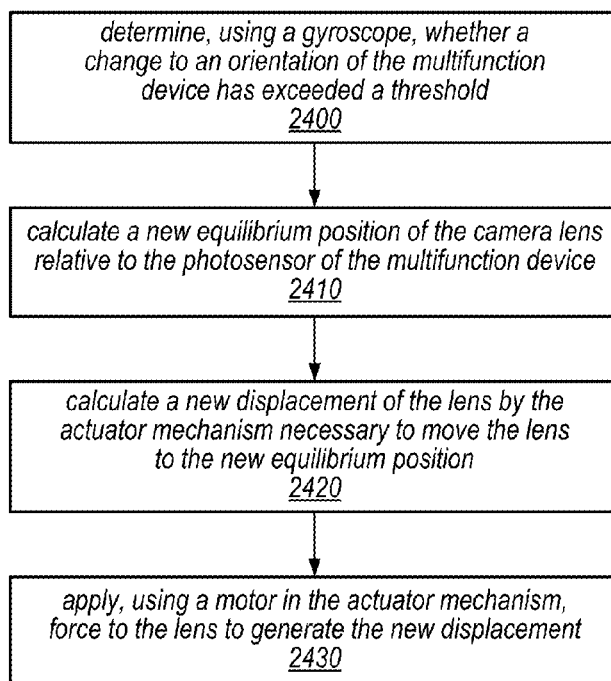 determine, using a gyroscope, whether a
change to an orientation of the multifunction
device has exceeded a threshold
2400
calculate a new equilibrium position of the camera lens
relative to the photosensor of the multifunction device
2410
calculate a new displacement of the lens by the
actuator mechanism necessary to move the lens
to the new equilibrium position
2420
apply, using a motor in the actuator mechanism,
force to the lens to generate the new displacement
2430